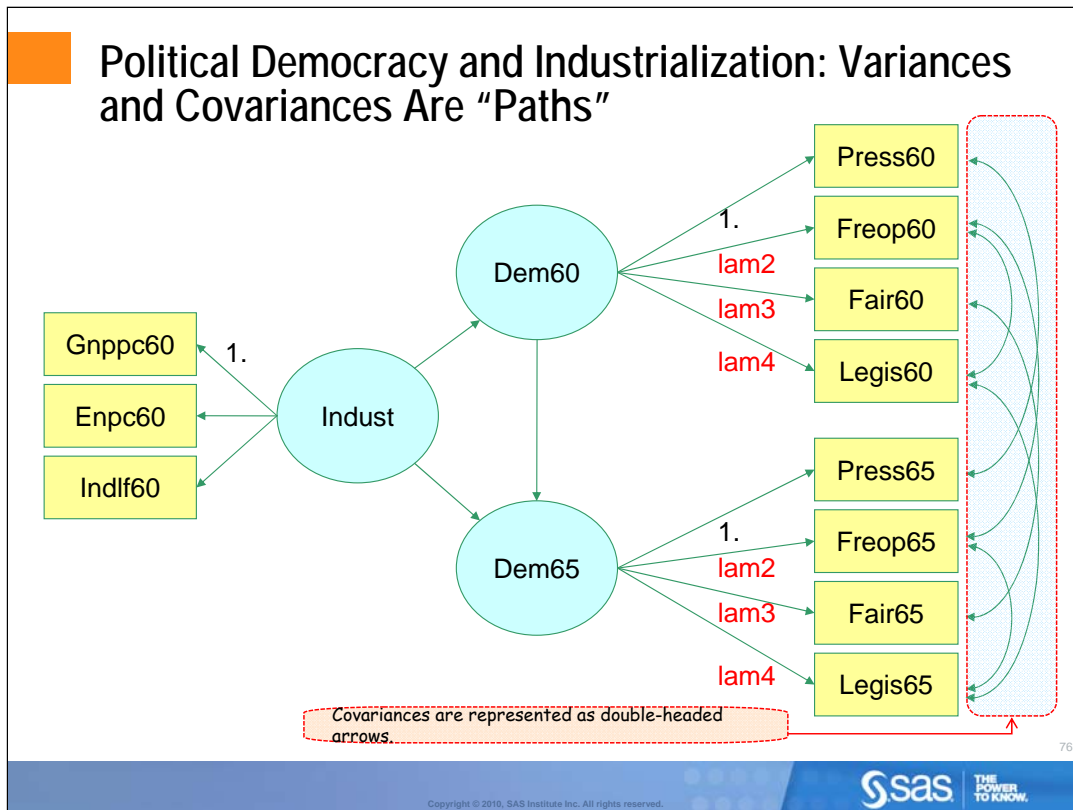 Political Democracy and Industrialization: Variances
and Covariances Are “Paths”
Press60
1.
Freop60
Dem60
lam2
Fair60
lam3
Gnppc60
1.
lam4
Legis60
Enpc60
Indust
Indlf60
Press65
1.
Freop65
Dem65
lam2
Fair65
lam3
lam4
Legis65
Covariances are represented as double-headed
arrows.
76
Copyright © 2010, SAS Institute Inc. All rights reserved.
sas
THE
POWER
TO KNOW.